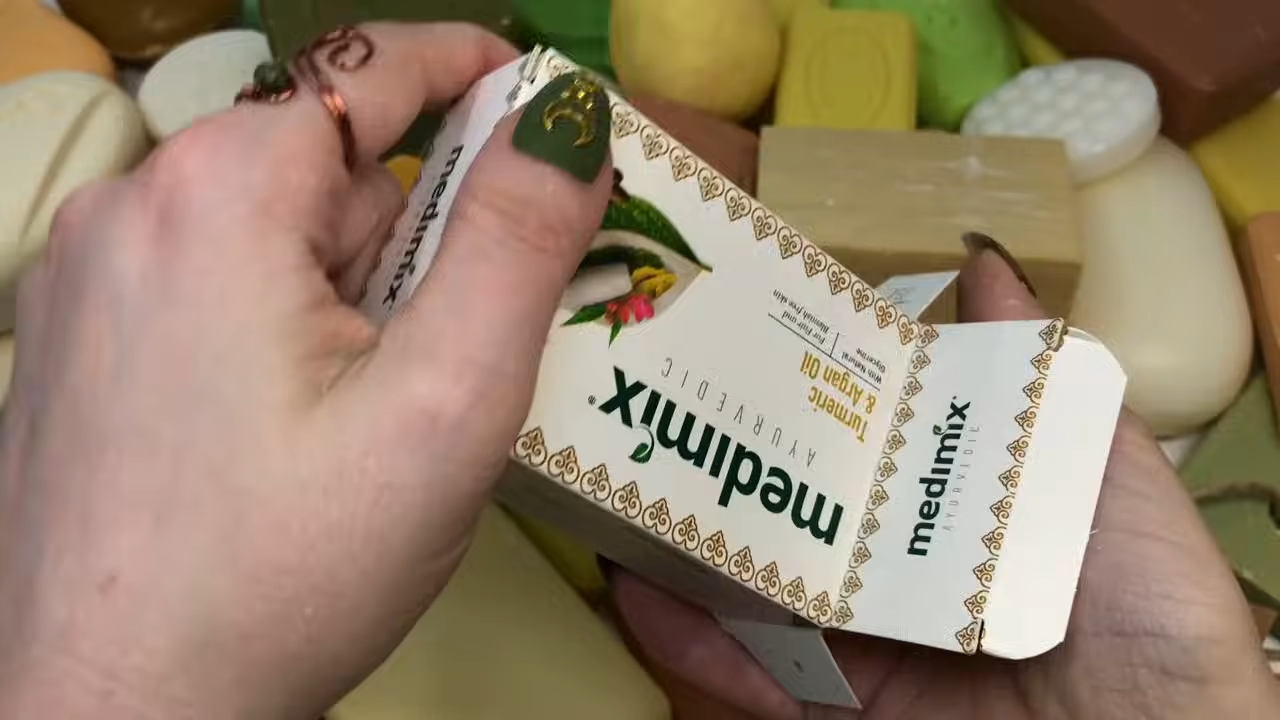 medimix®
AYURVEDIC
Turmeric
& Argan Oil
With Natural
Glycerine
For Fair and
Blemish free skin
medimix
AYURVEDIC
medimix